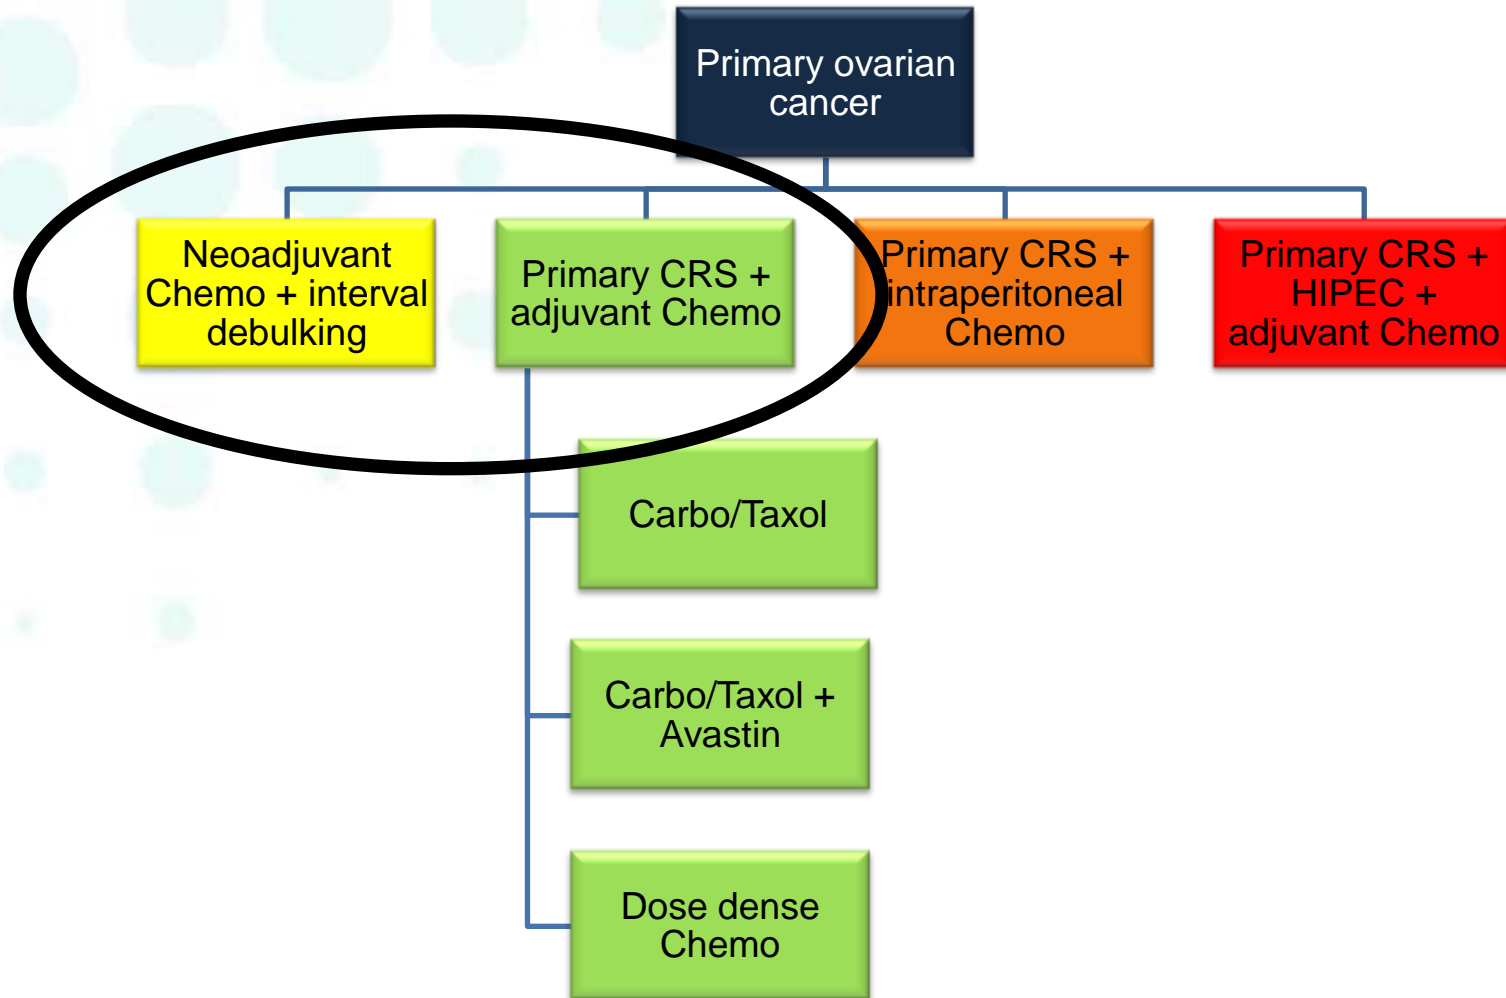 Primary ovarian
cancer
Neoadjuvant
Chemo + interval
debulking
Primary CRS +
adjuvant Chemo
Primary CRS +
intraperitoneal
Chemo
Primary CRS +
HIPEC +
adjuvant Chemo
Carbo/Taxol
Carbo/Taxol +
Avastin
Dose dense
Chemo